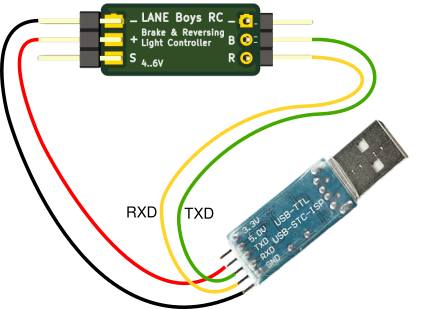 – LANE Boys RC –
+ Brake & Reversing B
Light Controller
S 4..6V R
RXD TXD
3.3V
5.0V
TXD
RXD
GND
USB-TTL
USB-STC-ISP